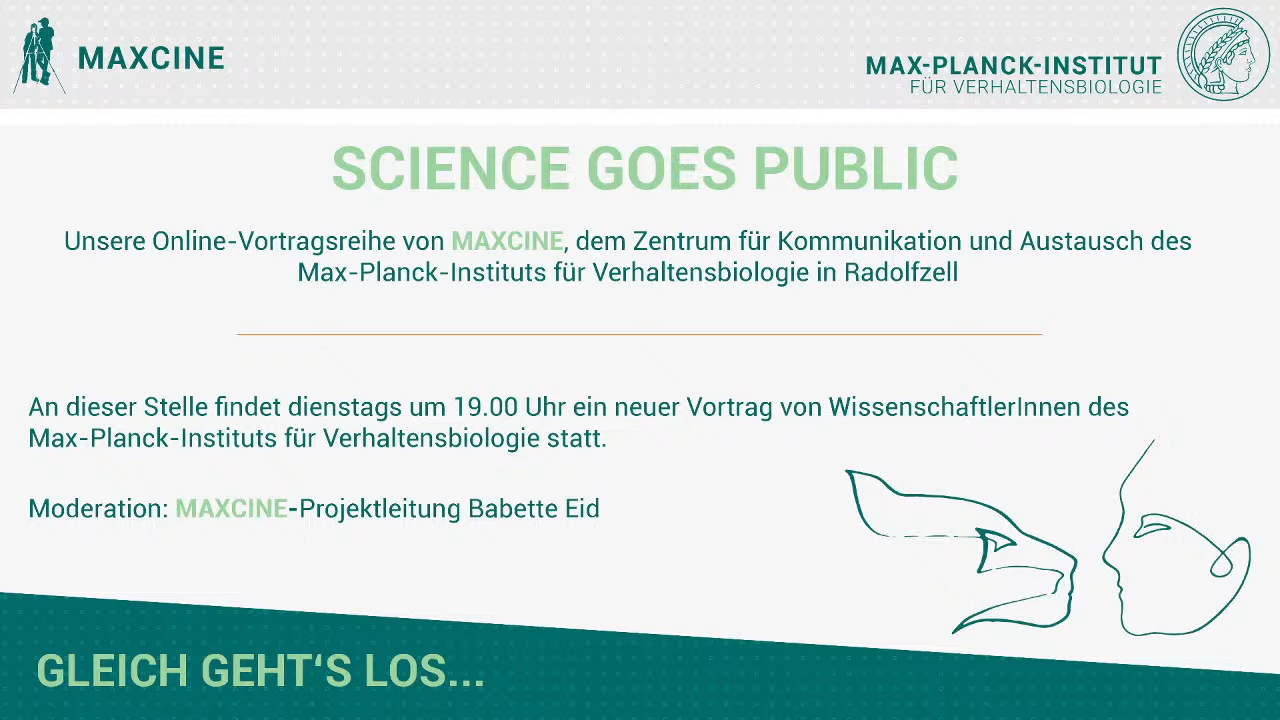 MAXCINE
MAX-PLANCK-INSTITUT
FÜR VERHALTENSBIOLOGIE
SCIENCE GOES PUBLIC
Unsere Online-Vortragsreihe von MAXCINE, dem Zentrum für Kommunikation und Austausch des
Max-Planck-Instituts für Verhaltensbiologie in Radolfzell
An dieser Stelle findet dienstags um 19.00 Uhr ein neuer Vortrag von WissenschaftlerInnen des
Max-Planck-Instituts für Verhaltensbiologie statt.
Moderation: MAXCINE-Projektleitung Babette Eid
GLEICH GEHT‘S LOS...